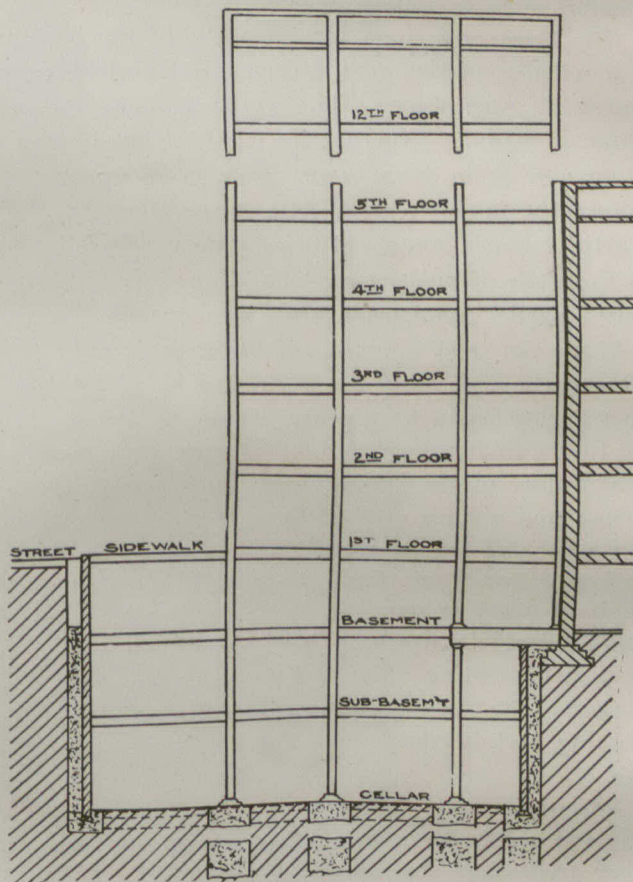 12TH FLOOR
5TH FLOOR
4TH FLOOR
3RD FLOOR
2ND FLOOR
STREET SIDEWALK 1ST FLOOR
BASEMENT
SUB-BASEM'T
CELLAR